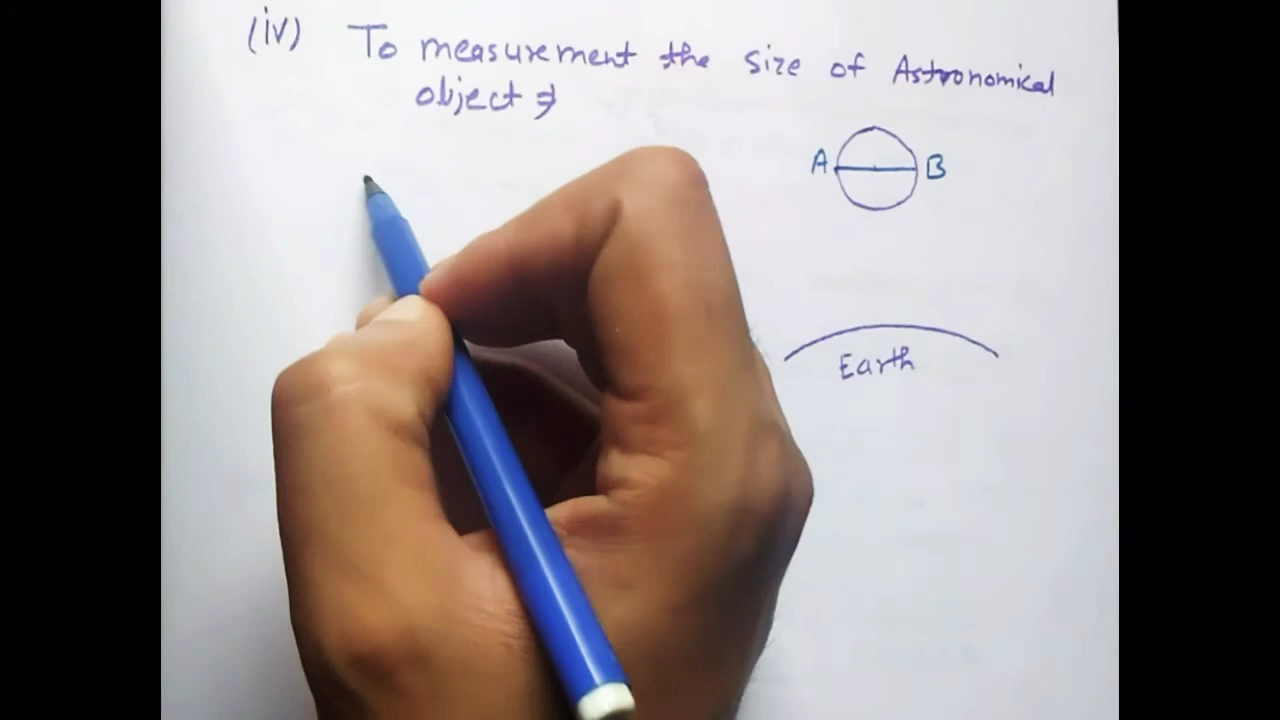 (iv) To measurement the size of Astronomical
object ⇒
A B
Earth